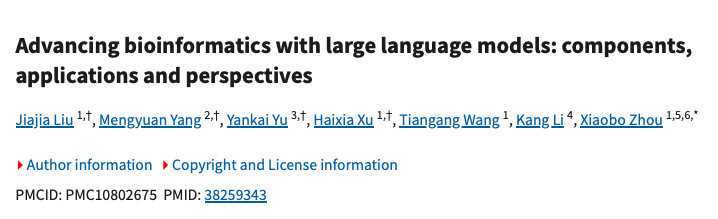 Advancing bioinformatics with large language models: components,
applications and perspectives
Jiajia Liu 1,†, Mengyuan Yang 2,†, Yankai Yu 3,†, Haixia Xu 1,†, Tiangang Wang 1, Kang Li 4, Xiaobo Zhou 1,5,6,*
Author information Copyright and License information
PMCID: PMC10802675 PMID: 38259343